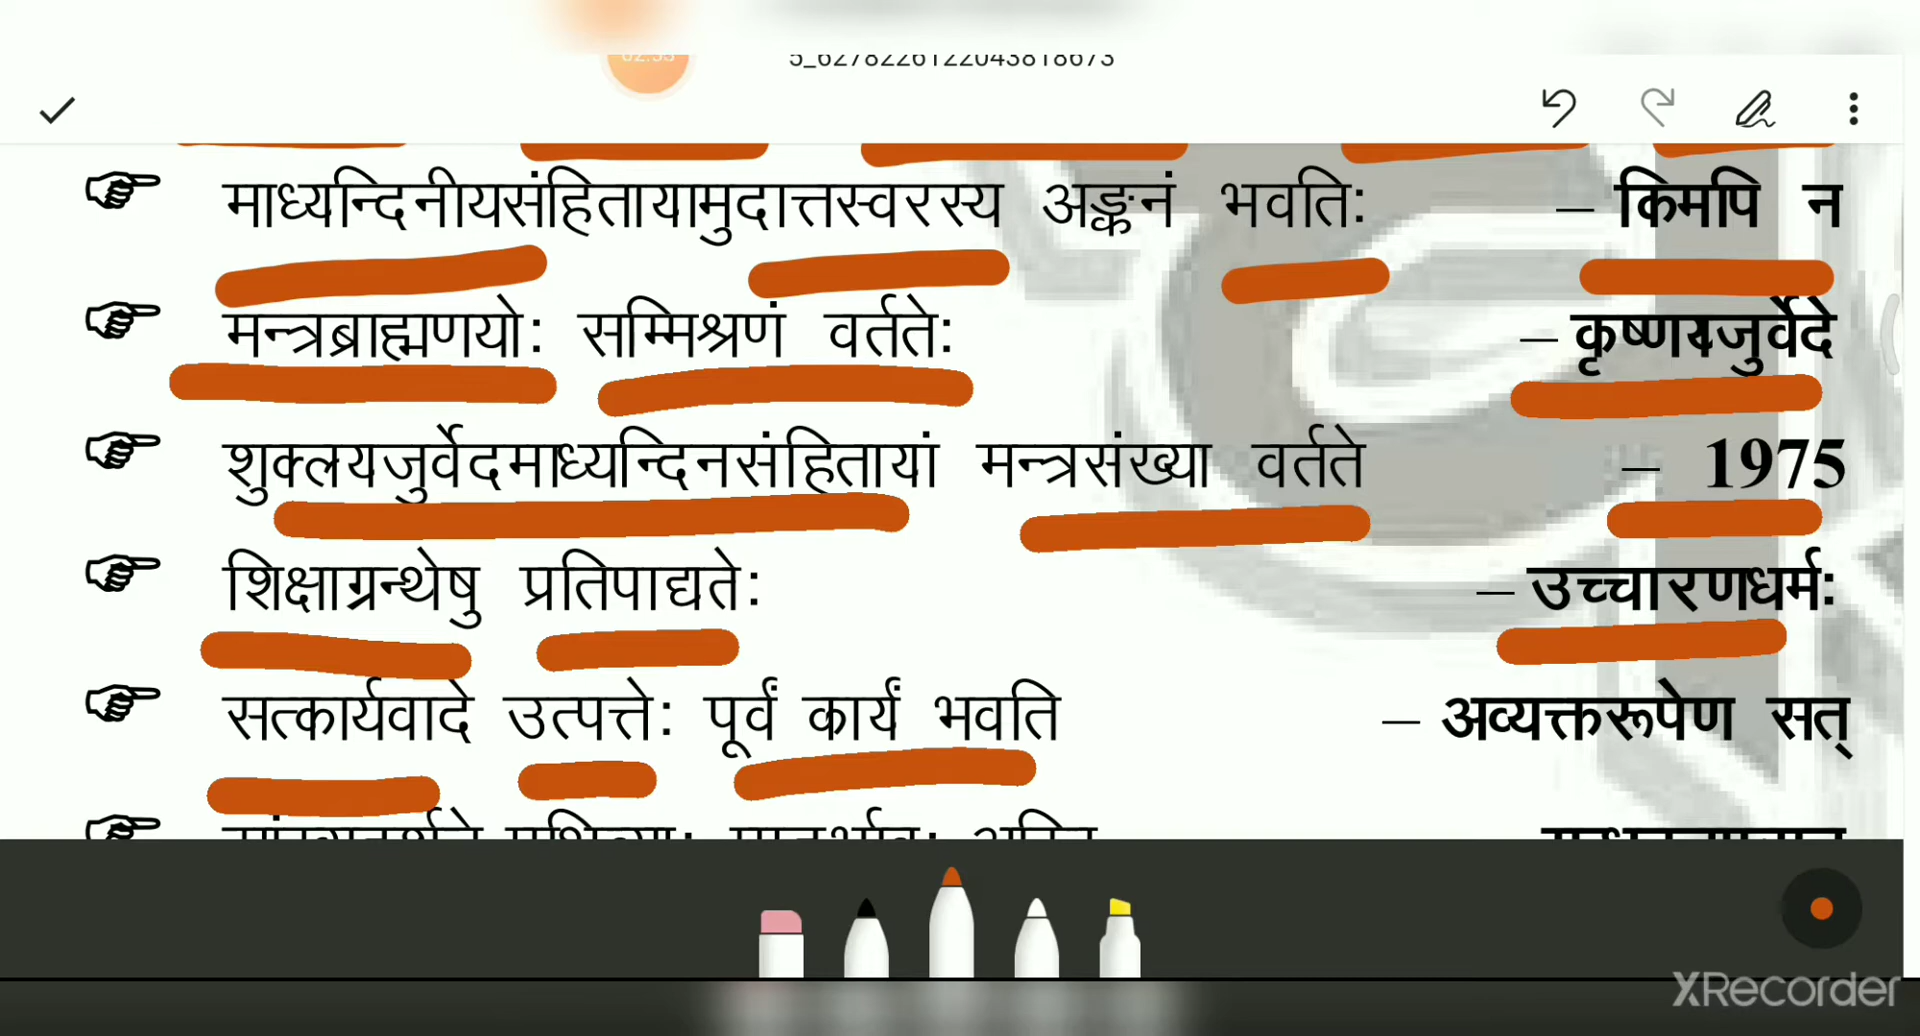 5_6278226122043818673
माध्यन्दिनीयसंहितायामुदात्तस्वरस्य अङ्कनं भवतिः – किमपि न
मन्त्रब्राह्मणयोः सम्मिश्रणं वर्ततेः – कृष्णयजुर्वेदे
शुक्लयजुर्वेदमाध्यन्दिनसंहितायां मन्त्रसंख्या वर्तते – 1975
शिक्षाग्रन्थेषु प्रतिपाद्यतेः – उच्चारणधर्मः
सत्कार्यवादे उत्पत्तेः पूर्वं कार्यं भवति – अव्यक्तरूपेण सत्
XRecorder